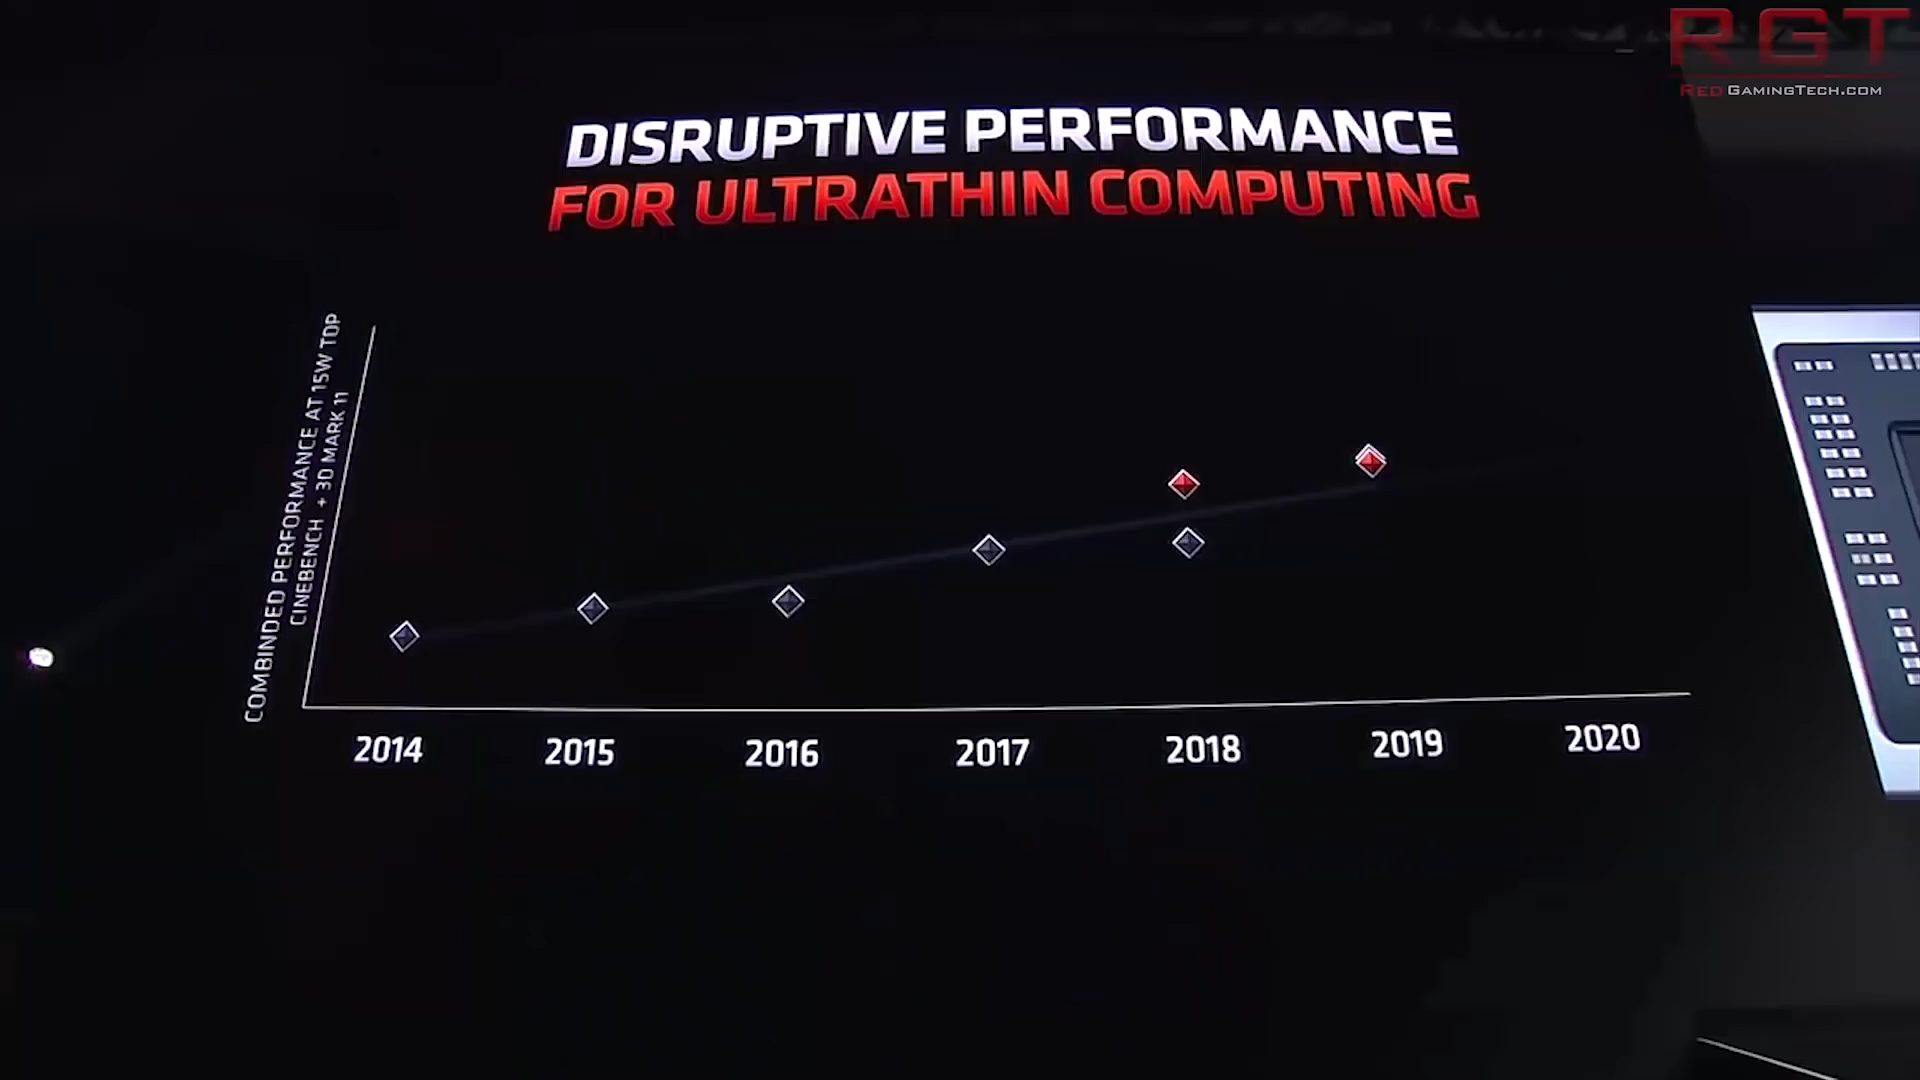 RGT
REDGAMINGTECH.COM
DISRUPTIVE PERFORMANCE
FOR ULTRATHIN COMPUTING
COMBINDED PERFORMANCE AT 15W TDP
CINEBENCH + 3D MARK 11
2014 2015 2016 2017 2018 2019 2020